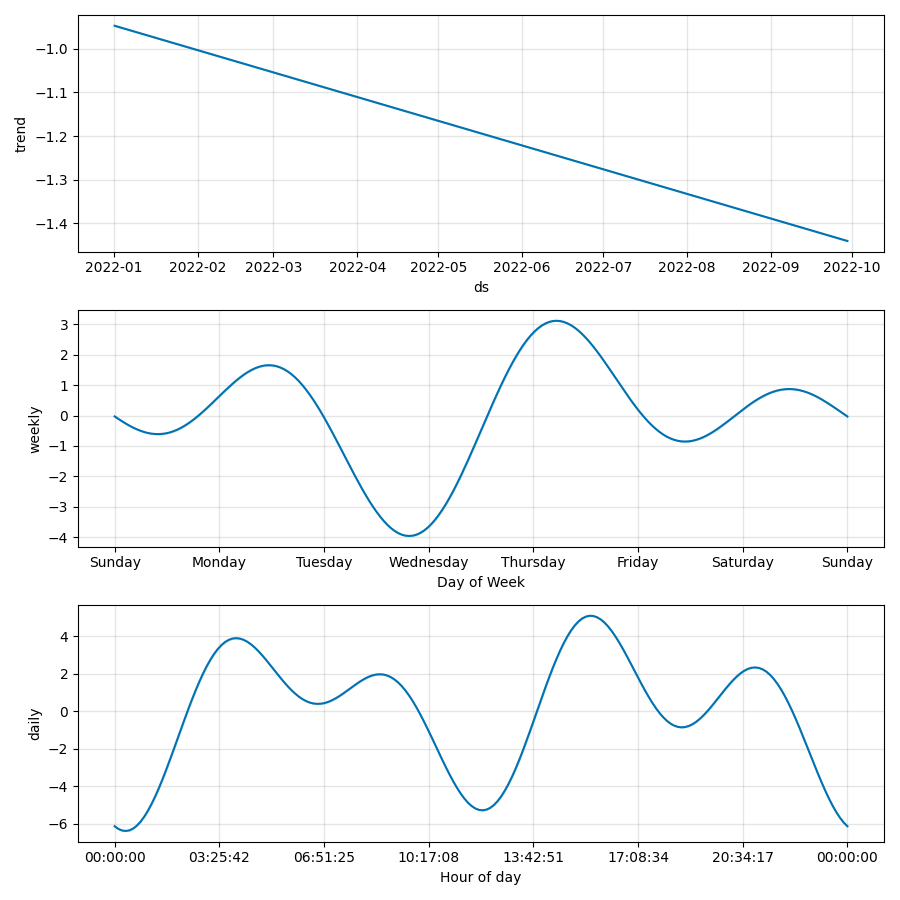 −1.0
−1.1
−1.2
−1.3
−1.4
trend
2022-01 2022-02 2022-03 2022-04 2022-05 2022-06 2022-07 2022-08 2022-09 2022-10
ds
3
2
1
0
−1
−2
−3
−4
weekly
Sunday Monday Tuesday Wednesday Thursday Friday Saturday Sunday
Day of Week
4
2
0
−2
−4
−6
daily
00:00:00 03:25:42 06:51:25 10:17:08 13:42:51 17:08:34 20:34:17 00:00:00
Hour of day